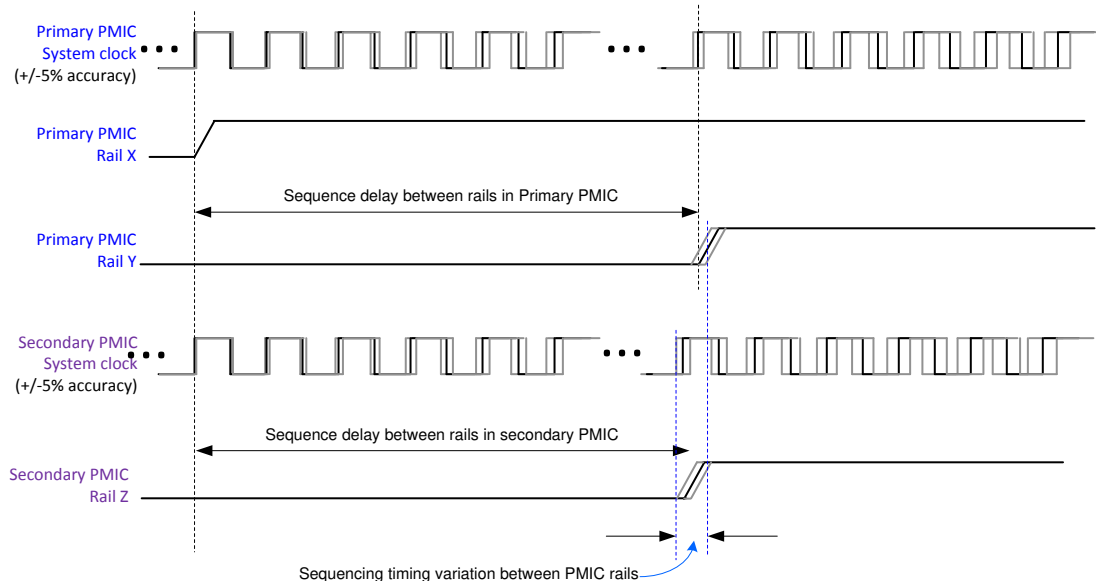 Primary PMIC
System clock
(+/-5% accuracy)
Primary PMIC
Rail X
Sequence delay between rails in Primary PMIC
Primary PMIC
Rail Y
Secondary PMIC
System clock
(+/-5% accuracy)
Sequence delay between rails in secondary PMIC
Secondary PMIC
Rail Z
Sequencing timing variation between PMIC rails